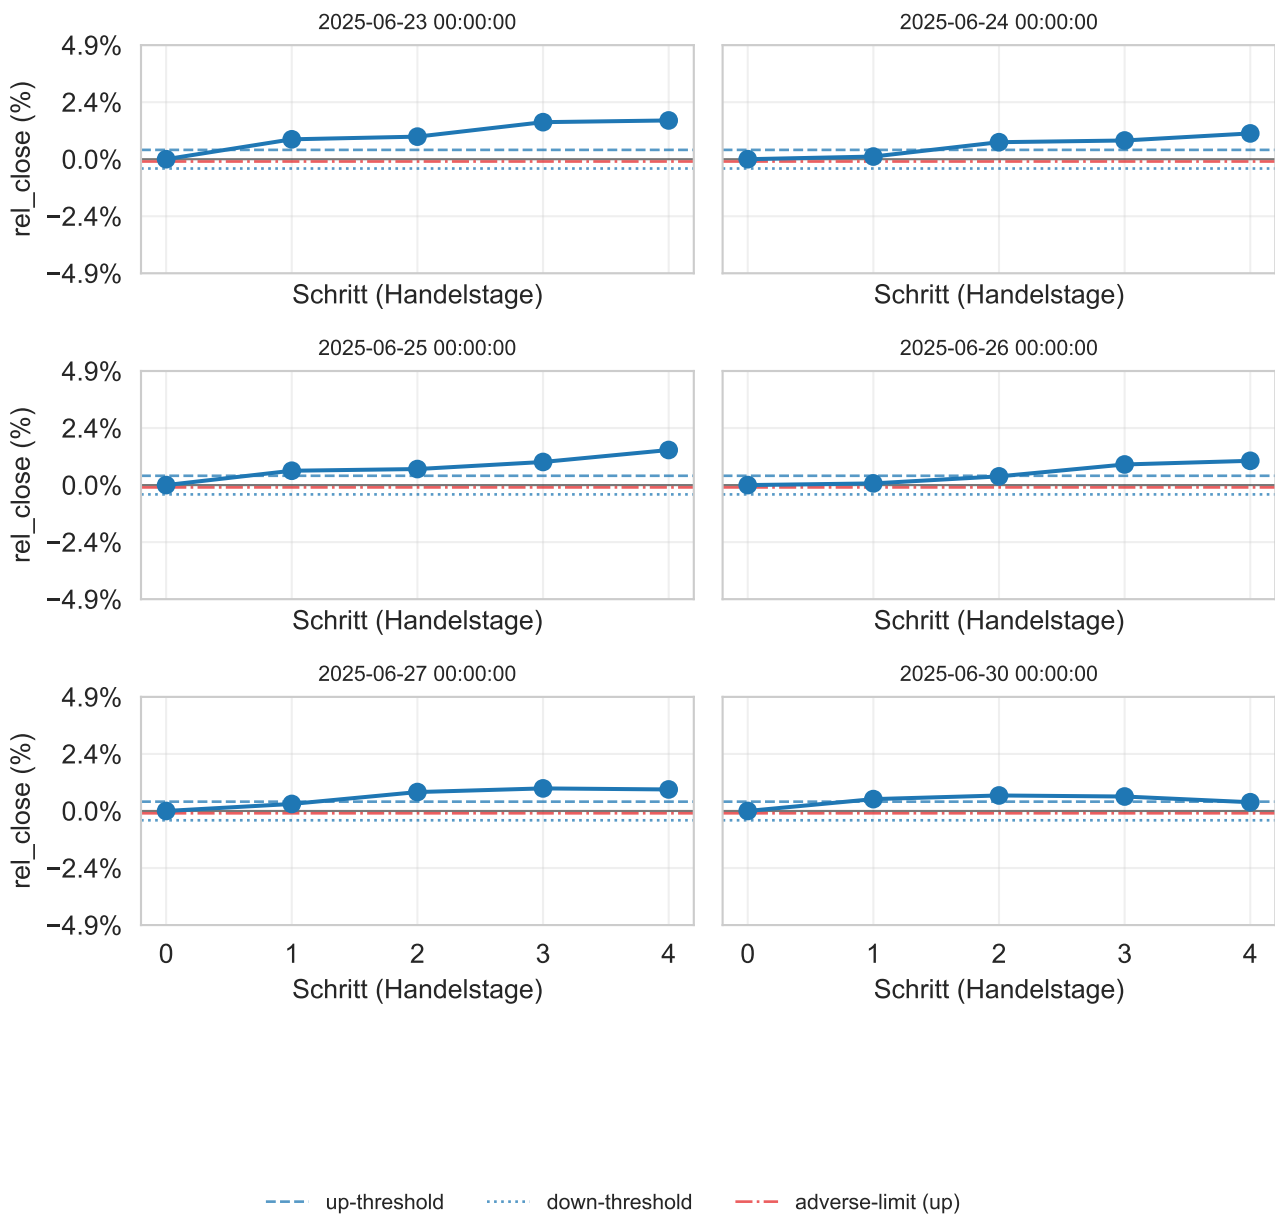 2025-06-23 00:00:00
2025-06-24 00:00:00
rel_close (%)
4.9%
2.4%
0.0%
−2.4%
−4.9%
Schritt (Handelstage)
Schritt (Handelstage)
2025-06-25 00:00:00
2025-06-26 00:00:00
rel_close (%)
4.9%
2.4%
0.0%
−2.4%
−4.9%
Schritt (Handelstage)
Schritt (Handelstage)
2025-06-27 00:00:00
2025-06-30 00:00:00
rel_close (%)
4.9%
2.4%
0.0%
−2.4%
−4.9%
0 1 2 3 4
0 1 2 3 4
Schritt (Handelstage)
Schritt (Handelstage)
up-threshold
down-threshold
adverse-limit (up)